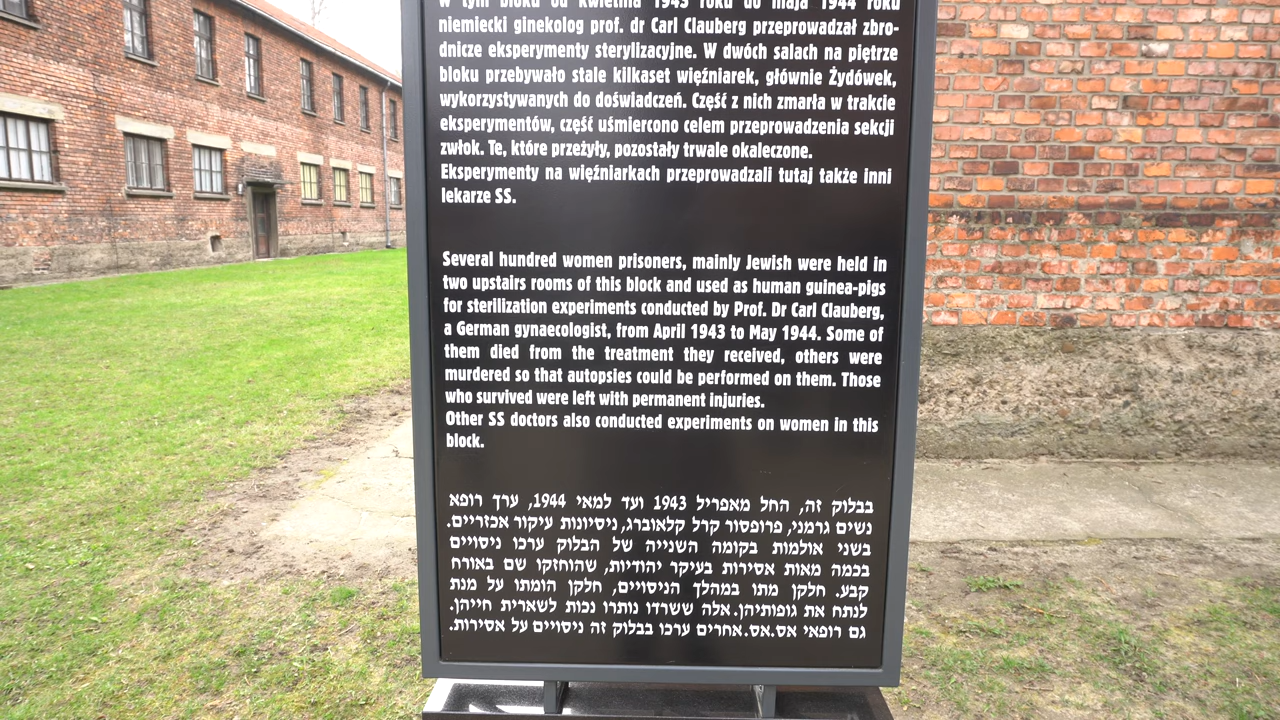 W tym bloku od kwietnia 1943 roku do maja 1944 roku
niemiecki ginekolog prof. dr Carl Clauberg przeprowadzał zbro-
dnicze eksperymenty sterylizacyjne. W dwóch salach na piętrze
bloku przebywało stale kilkaset więźniarek, głównie Żydówek,
wykorzystywanych do doświadczeń. Część z nich zmarła w trakcie
eksperymentów, część uśmiercono celem przeprowadzenia sekcji
zwłok. Te, które przeżyły, pozostały trwale okaleczone.
Eksperymenty na więźniarkach przeprowadzali tutaj także inni
lekarze SS.
Several hundred women prisoners, mainly Jewish were held in
two upstairs rooms of this block and used as human guinea-pigs
for sterilization experiments conducted by Prof. Dr Carl Clauberg,
a German gynaecologist, from April 1943 to May 1944. Some of
them died from the treatment they received, others were
murdered so that autopsies could be performed on them. Those
who survived were left with permanent injuries.
Other SS doctors also conducted experiments on women in this
block.
בבלוק זה, החל מאפריל 1943 ועד למאי 1944, ערך רופא
נשים גרמני, פרופסור קרל קלאוברג, ניסיונות עיקור אכזריים.
בשני אולמות בקומה השנייה של הבלוק ערכו ניסויים
בכמה מאות אסירות בעיקר יהודיות, שהוחזקו שם באורח
קבע. חלקן מתו במהלך הניסויים, חלקן הומתו על מנת
לנתח את גופותיהן. אלה ששרדו נותרו נכות לשארית חייהן.
גם רופאי אס.אס. אחרים ערכו בבלוק זה ניסויים על אסירות.